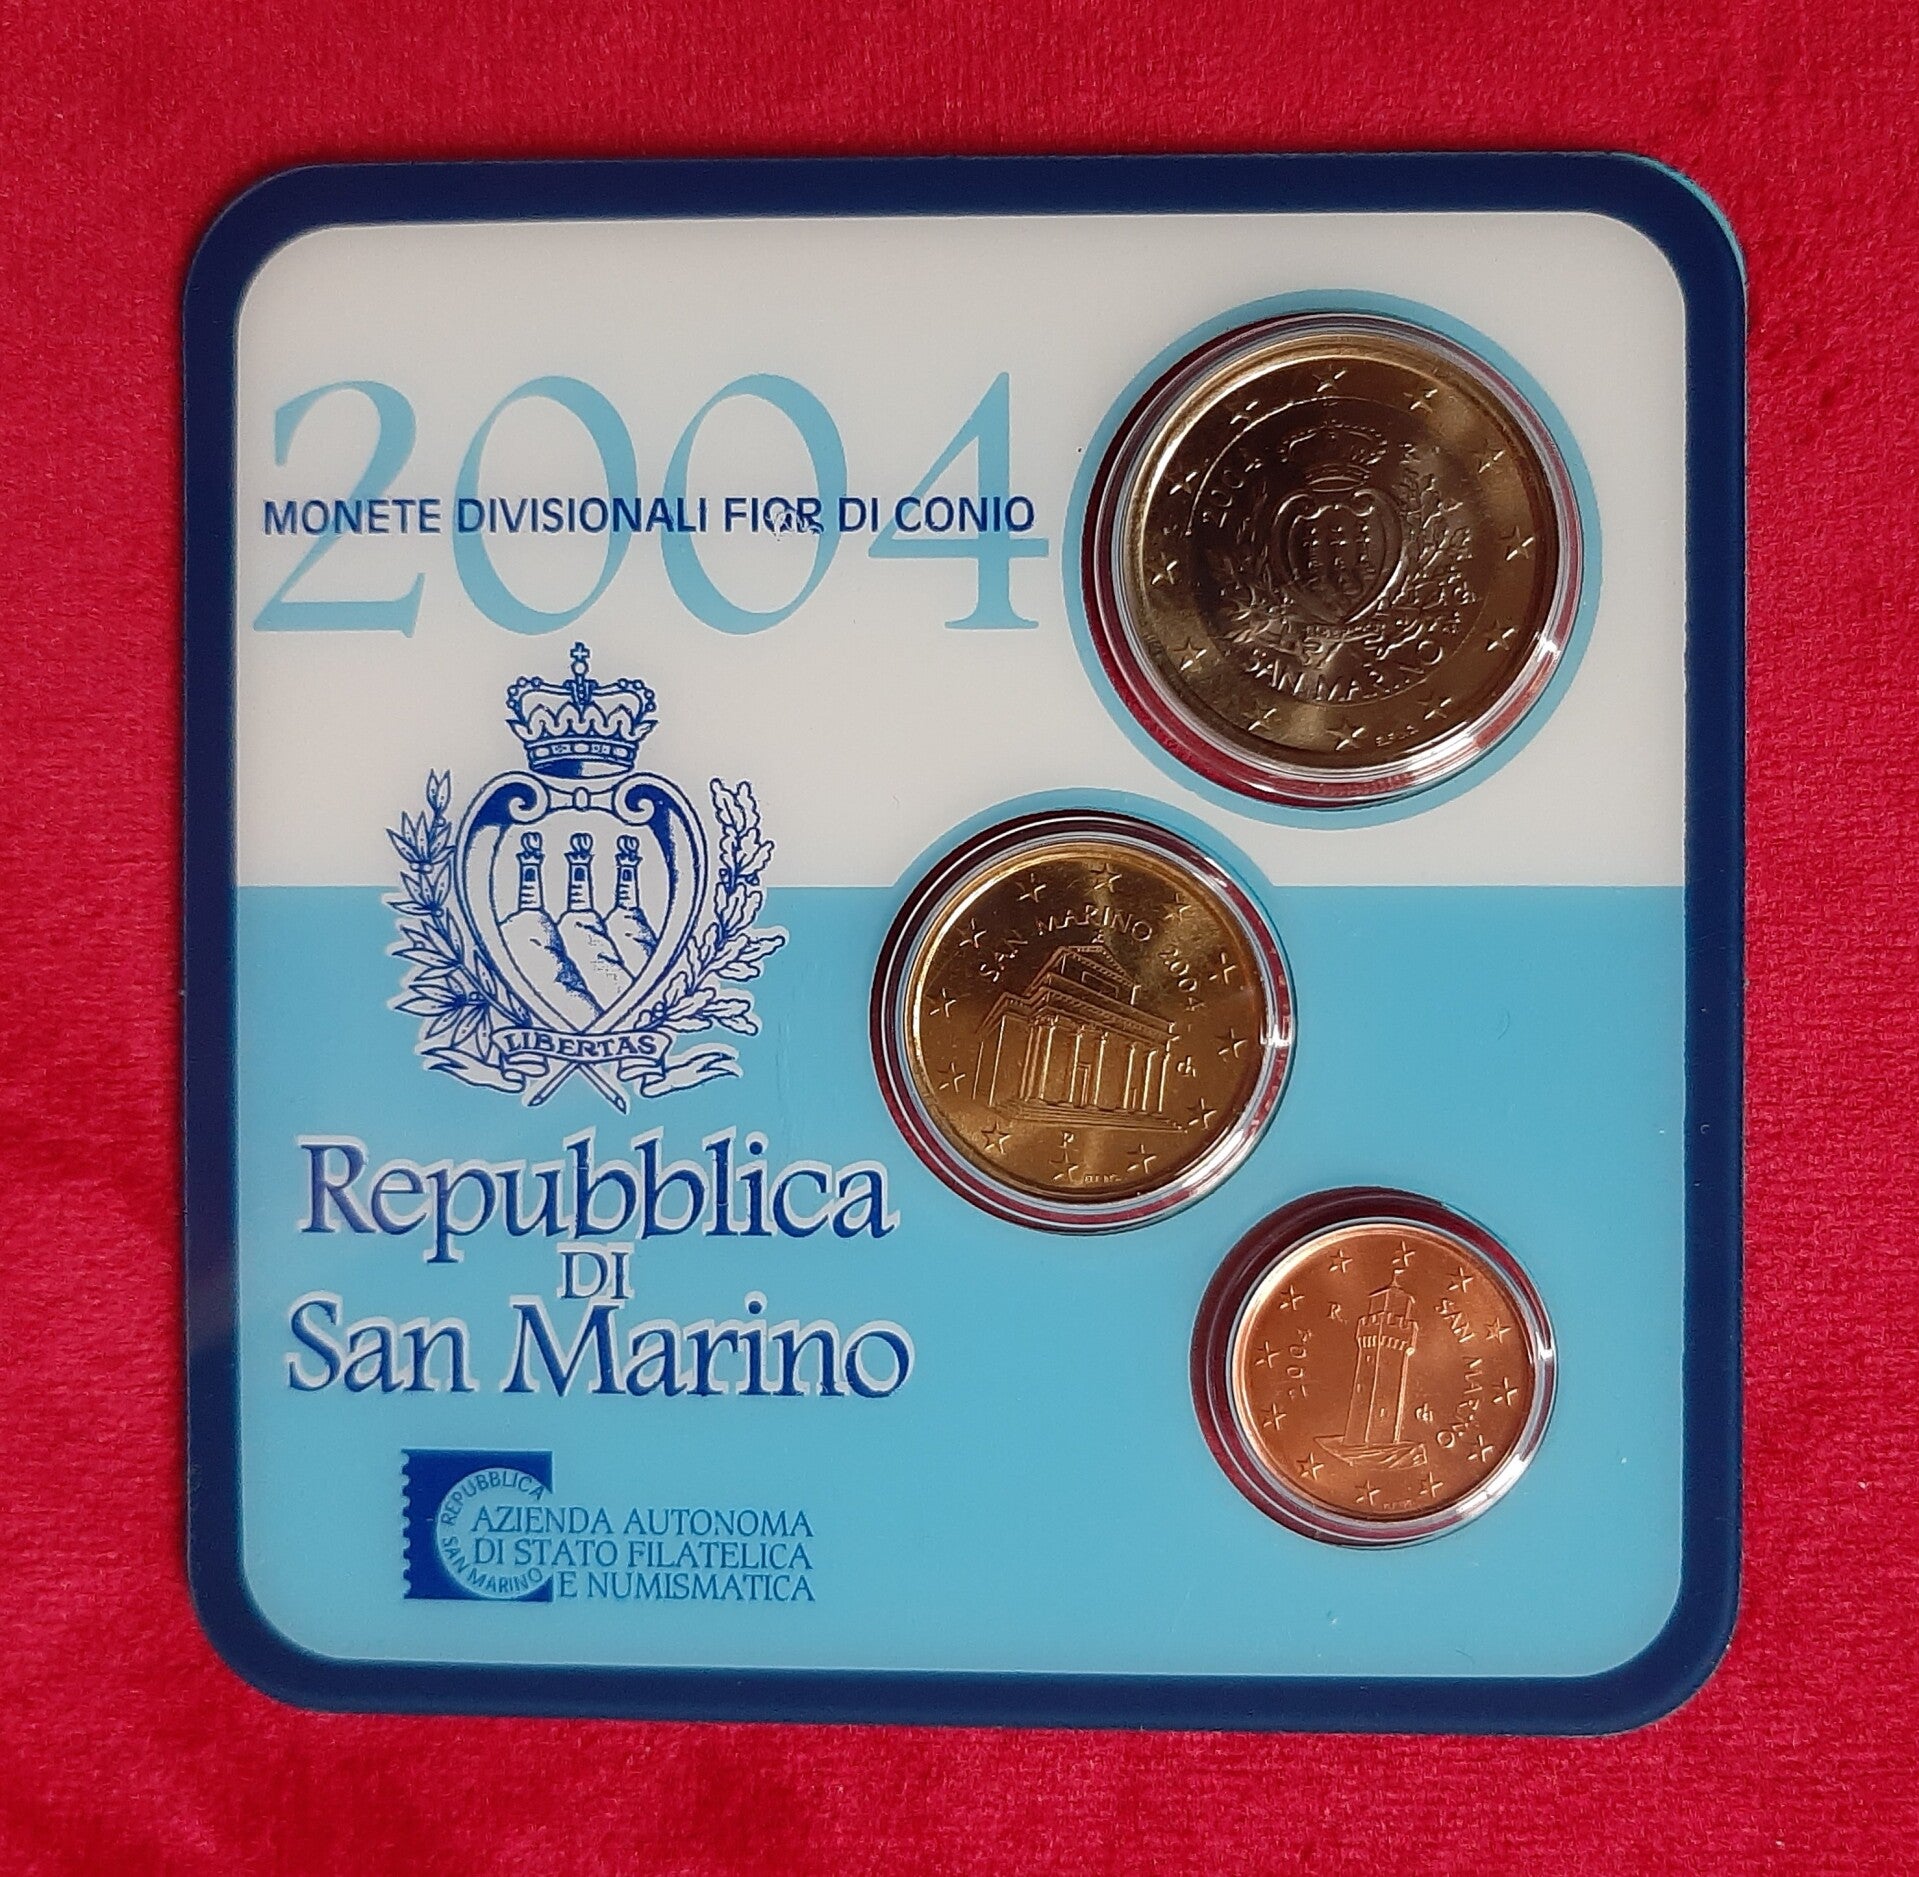 2004
MONETE DIVISIONALI FIOR DI CONIO
2004
SAN MARINO
SAN MARINO 2004
R
LIBERTAS
Repubblica
DI
San Marino
R
SAN MARINO
2004
REPUBBLICA
SAN MARINO
AZIENDA AUTONOMA
DI STATO FILATELICA
E NUMISMATICA